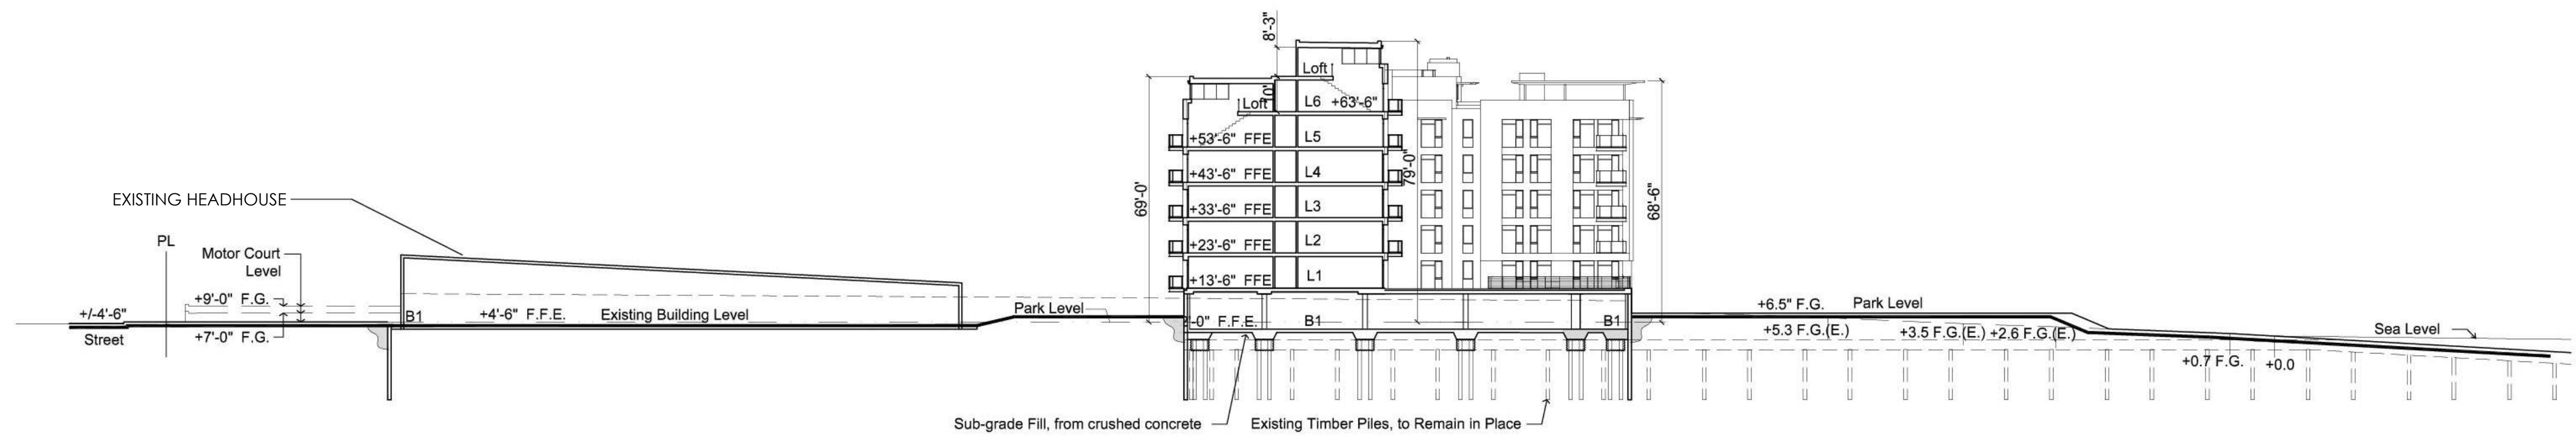 8'-3"
Loft
10'
Loft
L6 +63'-6"
+53'-6" FFE L5
+43'-6" FFE L4
79'-0"
+33'-6" FFE L3
69'-0'
68'-6"
+23'-6" FFE L2
+13'-6" FFE L1
EXISTING HEADHOUSE
PL
Motor Court
Level
+9'-0" F.G.
+/-4'-6"
Street
+7'-0" F.G.
B1
+4'-6" F.F.E.
Existing Building Level
Park Level
'-0" F.F.E.
B1
B1
+6.5" F.G.
Park Level
+5.3 F.G.(E.)
+3.5 F.G.(E.)
+2.6 F.G.(E.)
Sea Level
+0.7 F.G.
+0.0
Sub-grade Fill, from crushed concrete
Existing Timber Piles, to Remain in Place